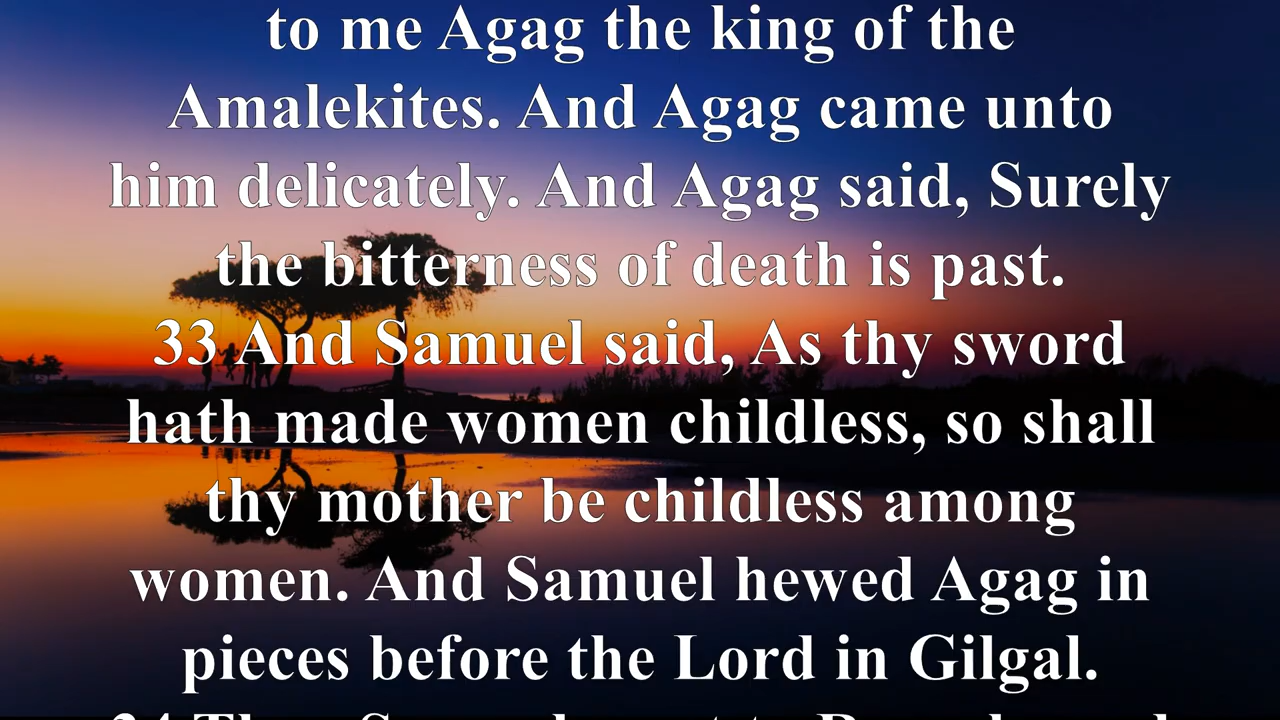 to me Agag the king of the
Amalekites. And Agag came unto
him delicately. And Agag said, Surely
the bitterness of death is past.
33 And Samuel said, As thy sword
hath made women childless, so shall
thy mother be childless among
women. And Samuel hewed Agag in
pieces before the Lord in Gilgal.